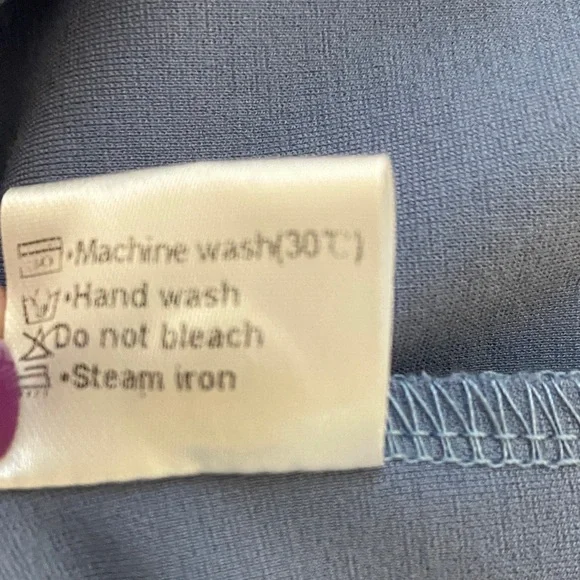 •Machine wash(30℃)
•Hand wash
Do not bleach
•Steam iron